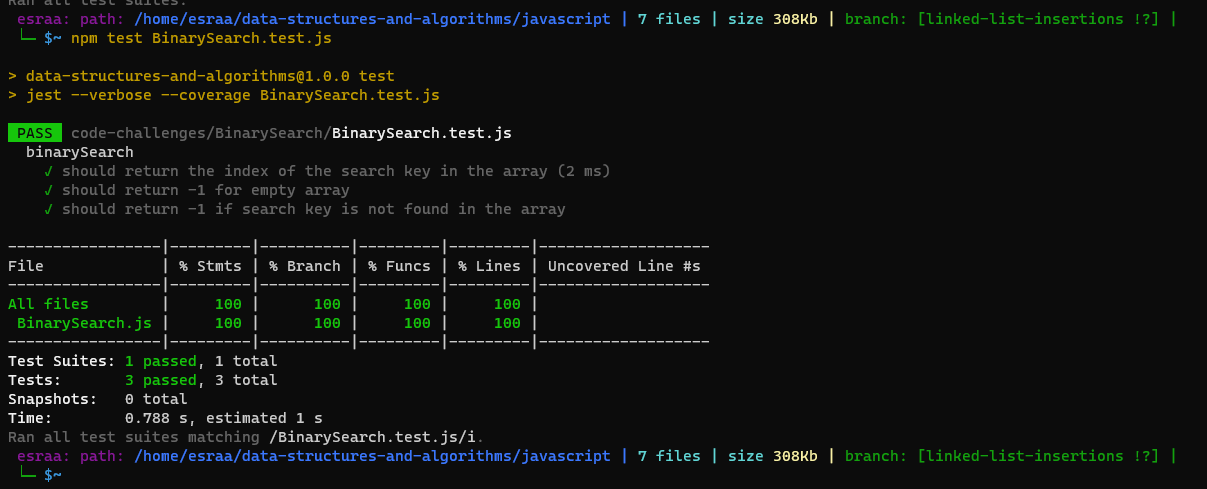 Ran all test suites.
esraa: path: /home/esraa/data-structures-and-algorithms/javascript | 7 files | size 308Kb | branch: [linked-list-insertions !?] |
└─ $~ npm test BinarySearch.test.js
> data-structures-and-algorithms@1.0.0 test
> jest --verbose --coverage BinarySearch.test.js
PASS code-challenges/BinarySearch/BinarySearch.test.js
binarySearch
✓ should return the index of the search key in the array (2 ms)
✓ should return -1 for empty array
✓ should return -1 if search key is not found in the array
-----------------|---------|----------|---------|---------|-------------------
File             | % Stmts | % Branch | % Funcs | % Lines | Uncovered Line #s
-----------------|---------|----------|---------|---------|-------------------
All files        |     100 |      100 |     100 |     100 |
 BinarySearch.js |     100 |      100 |     100 |     100 |
-----------------|---------|----------|---------|---------|-------------------
Test Suites: 1 passed, 1 total
Tests:       3 passed, 3 total
Snapshots:   0 total
Time:        0.788 s, estimated 1 s
Ran all test suites matching /BinarySearch.test.js/i.
esraa: path: /home/esraa/data-structures-and-algorithms/javascript | 7 files | size 308Kb | branch: [linked-list-insertions !?] |
└─ $~